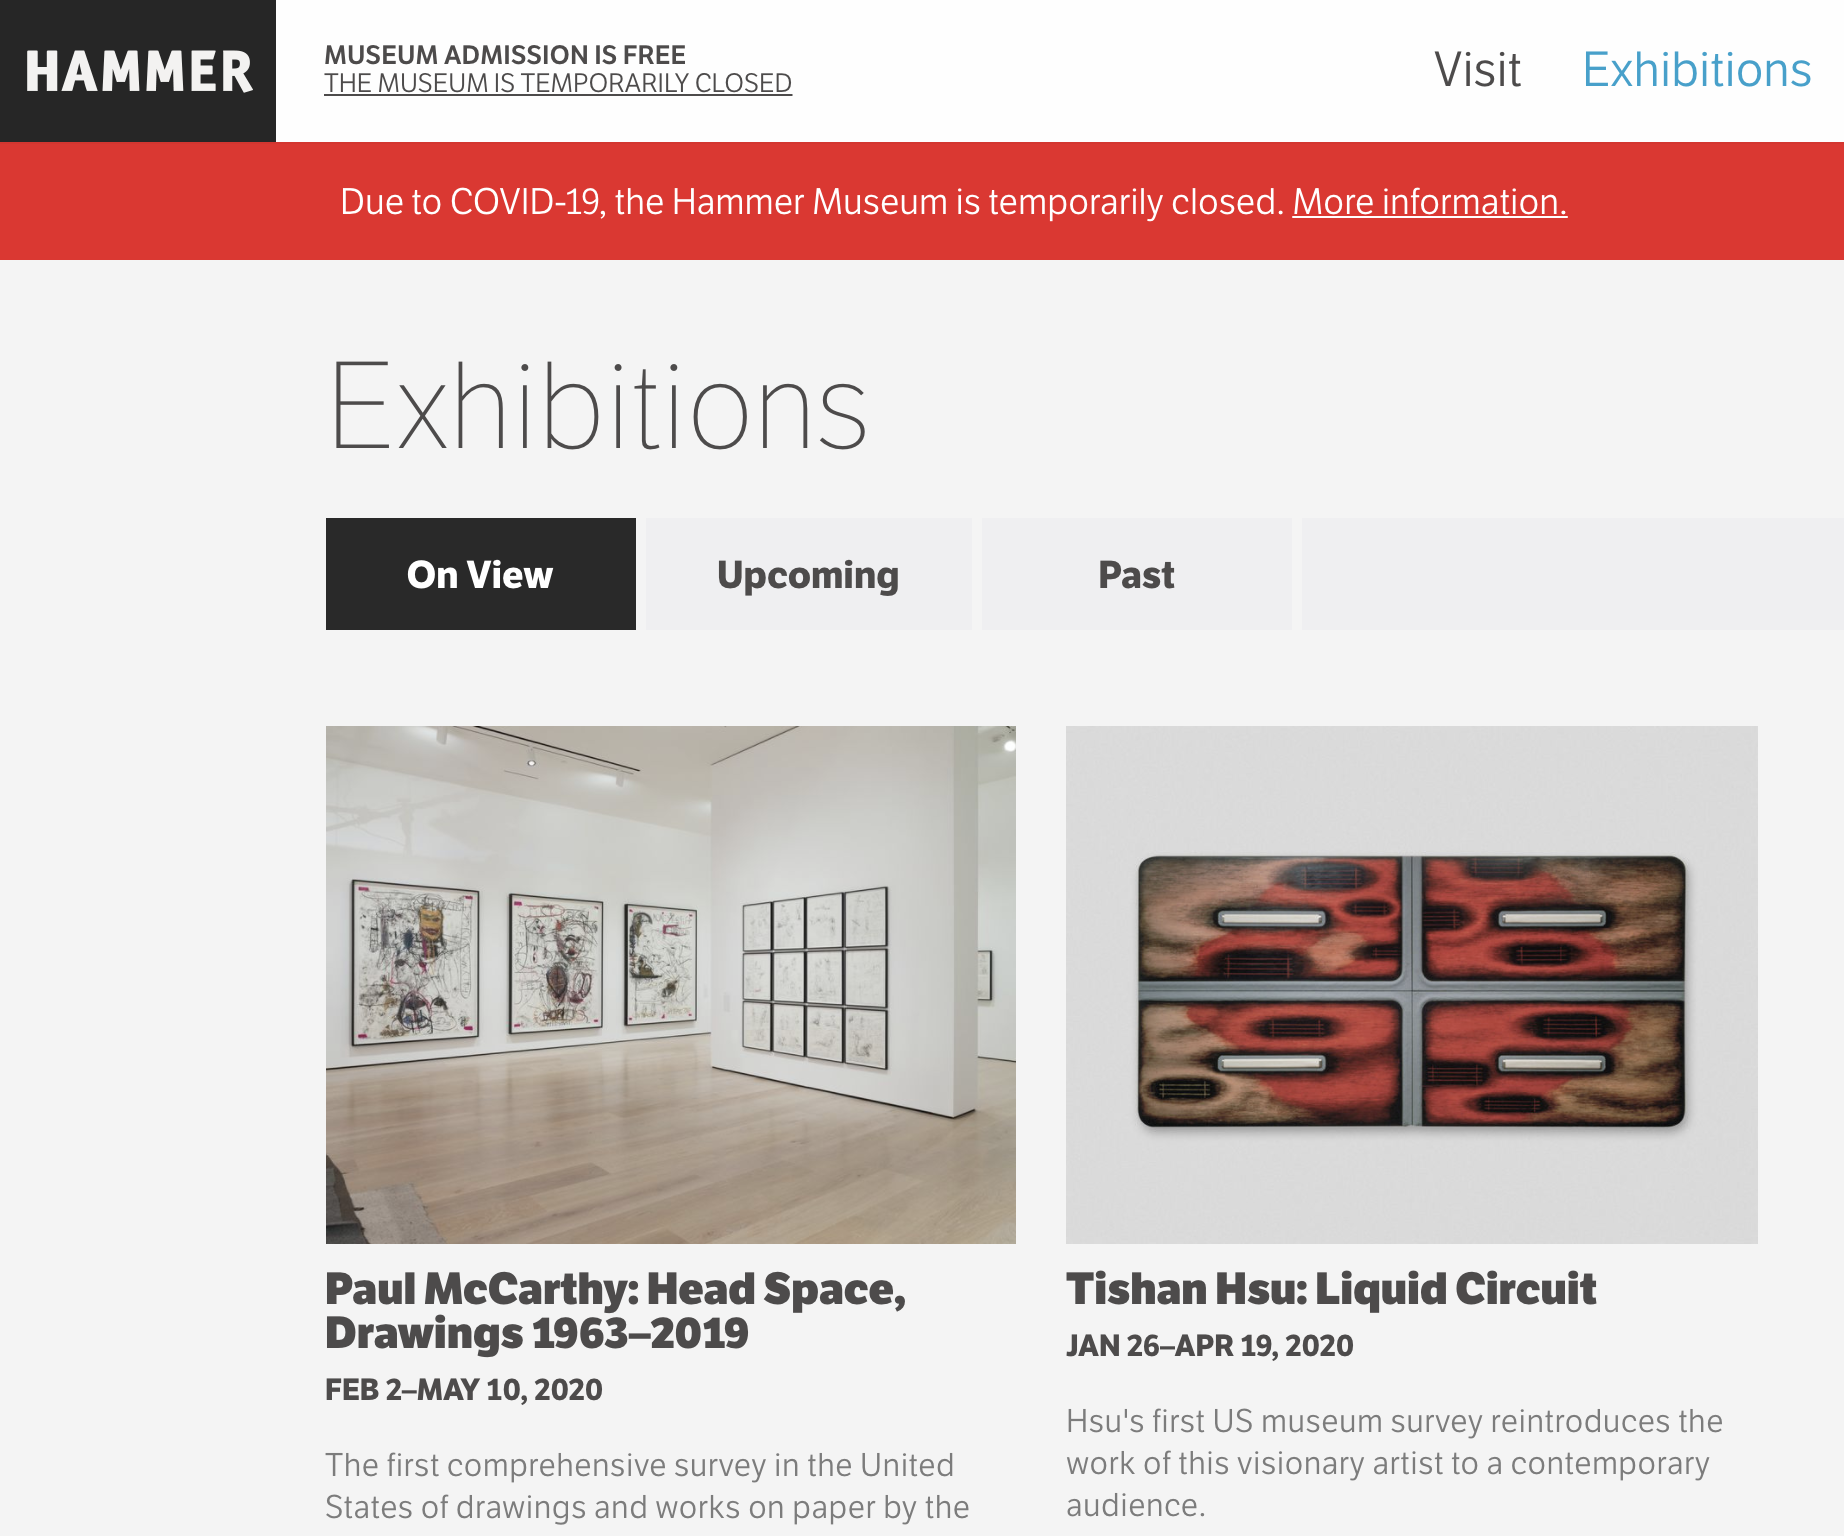 HAMMER
MUSEUM ADMISSION IS FREE
THE MUSEUM IS TEMPORARILY CLOSED
Visit
Exhibitions
Due to COVID-19, the Hammer Museum is temporarily closed. More information.
Exhibitions
On View
Upcoming
Past
Paul McCarthy: Head Space,
Drawings 1963–2019
FEB 2–MAY 10, 2020
The first comprehensive survey in the United
States of drawings and works on paper by the
Tishan Hsu: Liquid Circuit
JAN 26–APR 19, 2020
Hsu's first US museum survey reintroduces the
work of this visionary artist to a contemporary
audience.